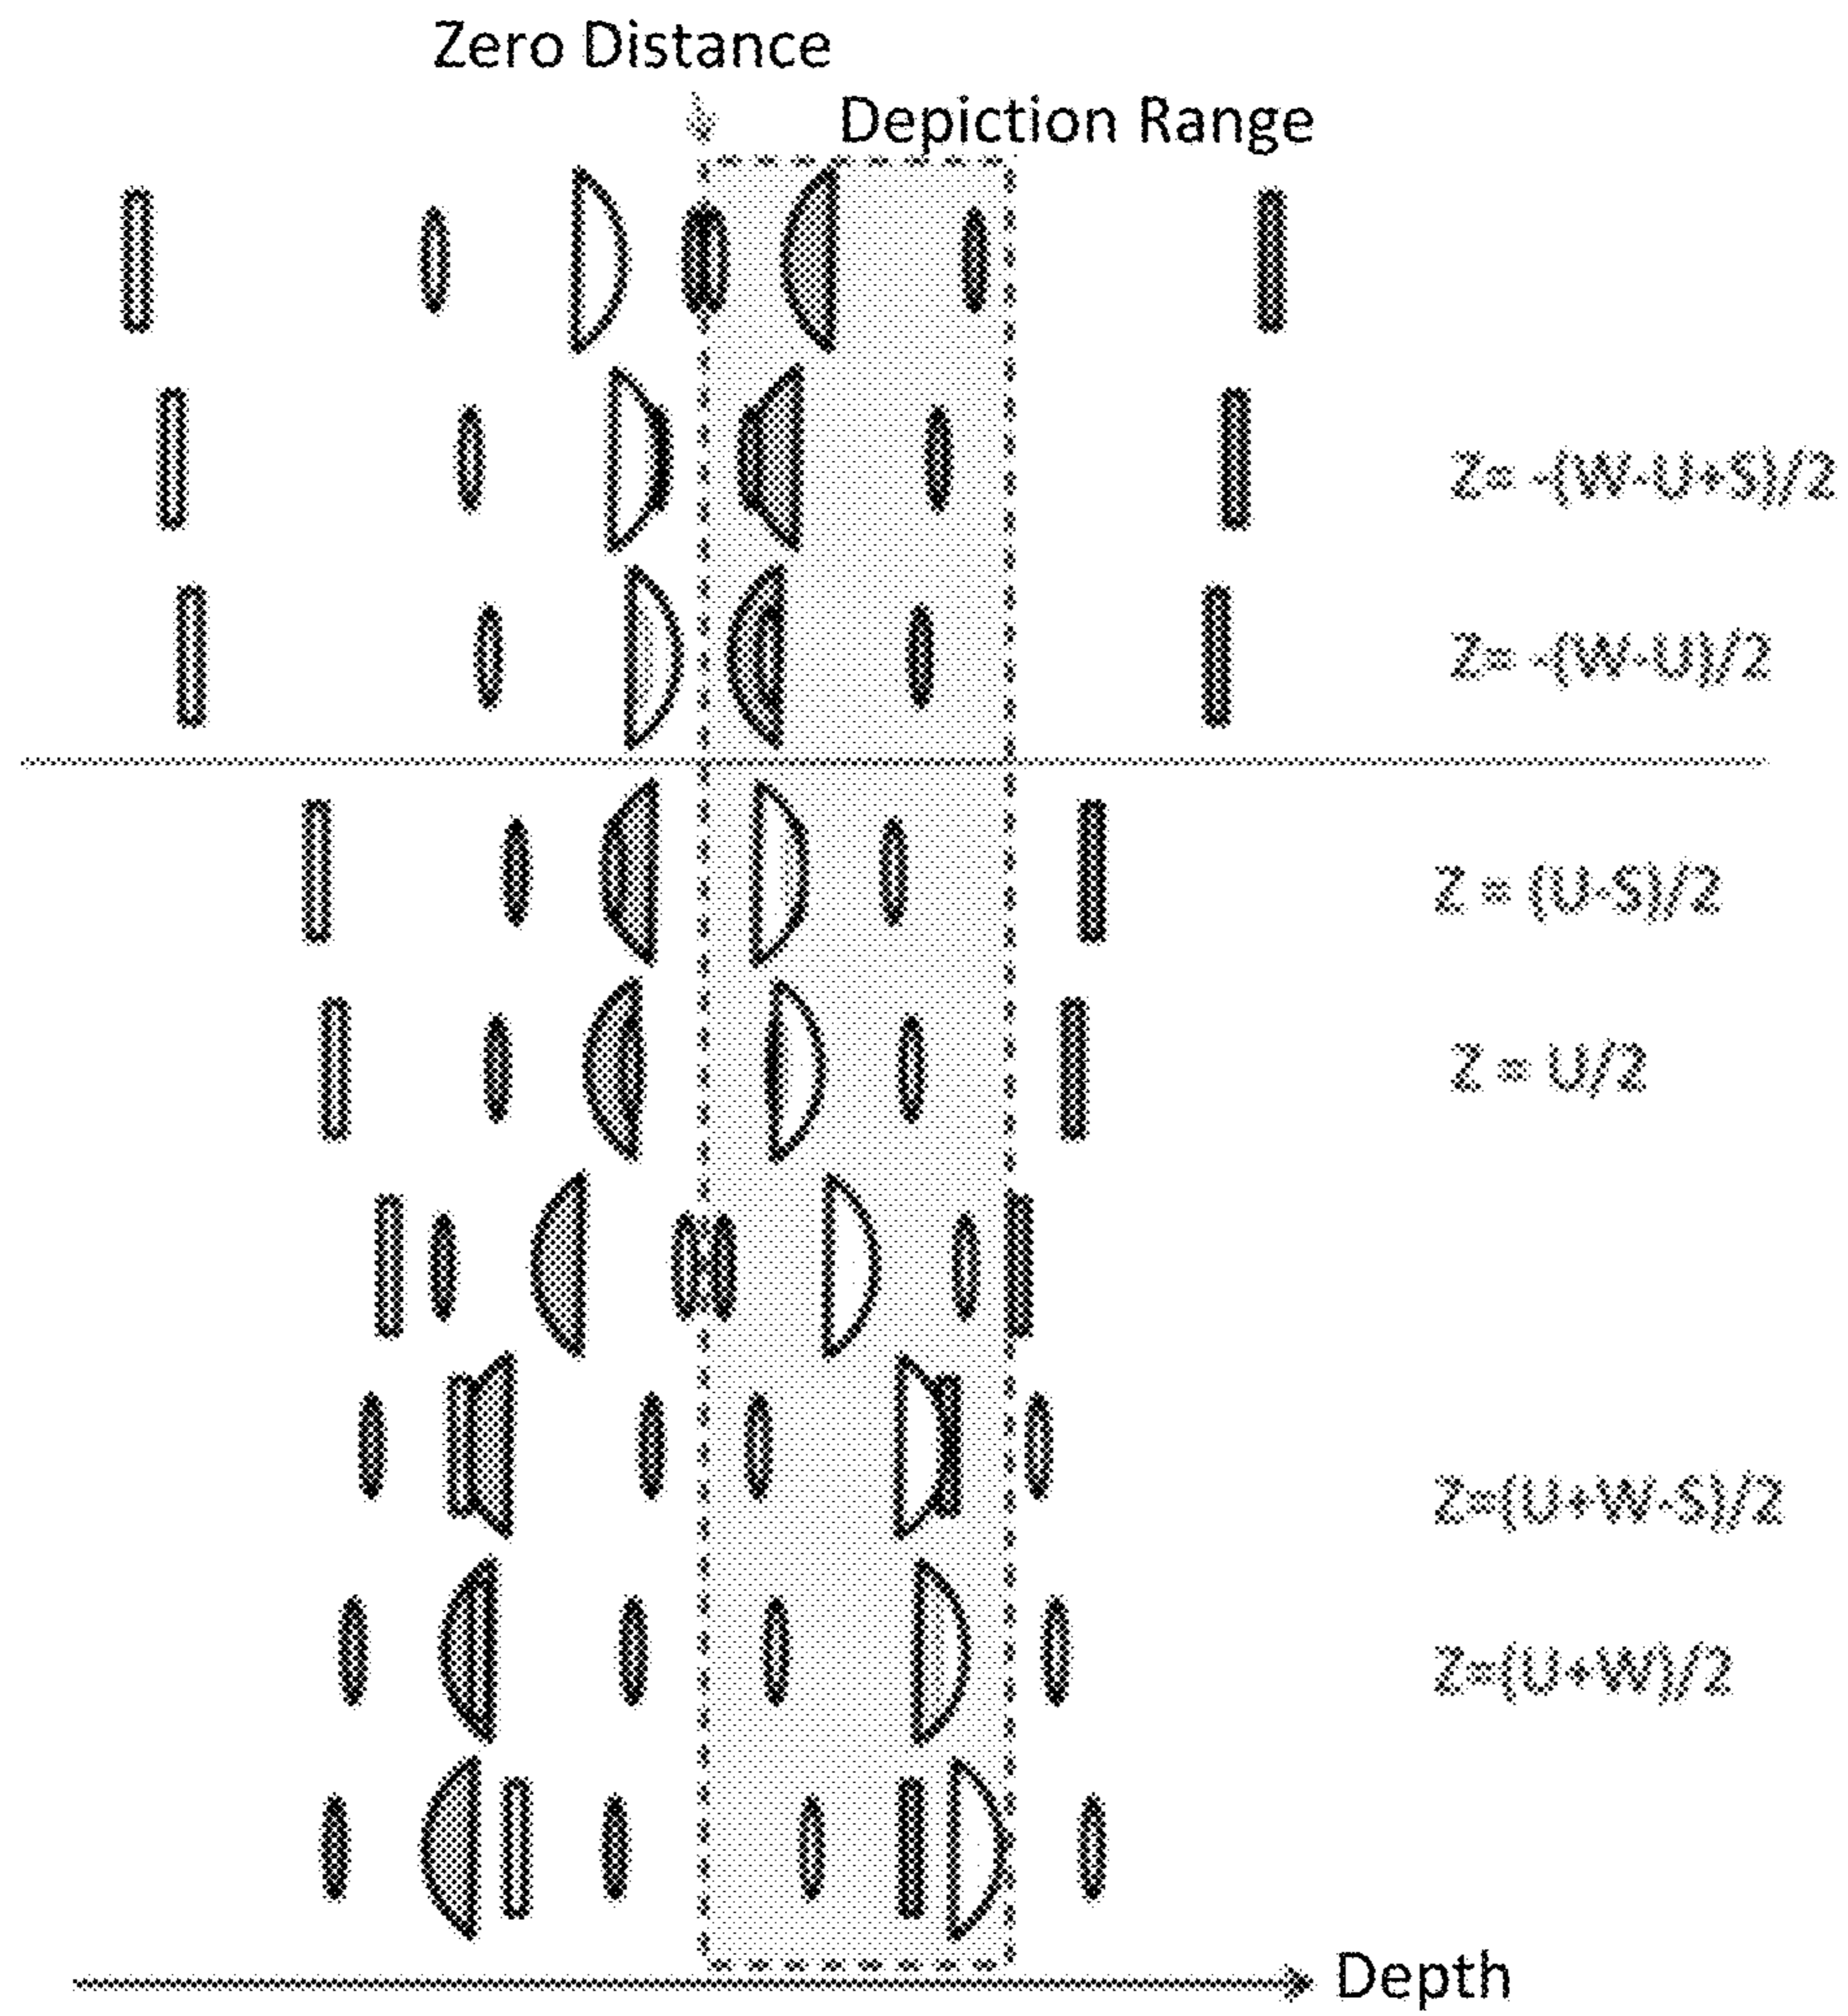 Zero Distance
Depiction Range
Z= -(W-U+S)/2
Z= -(W-U)/2
Z = (U-S)/2
Z = U/2
Z=(U+W-S)/2
Z=(U+W)/2
Depth